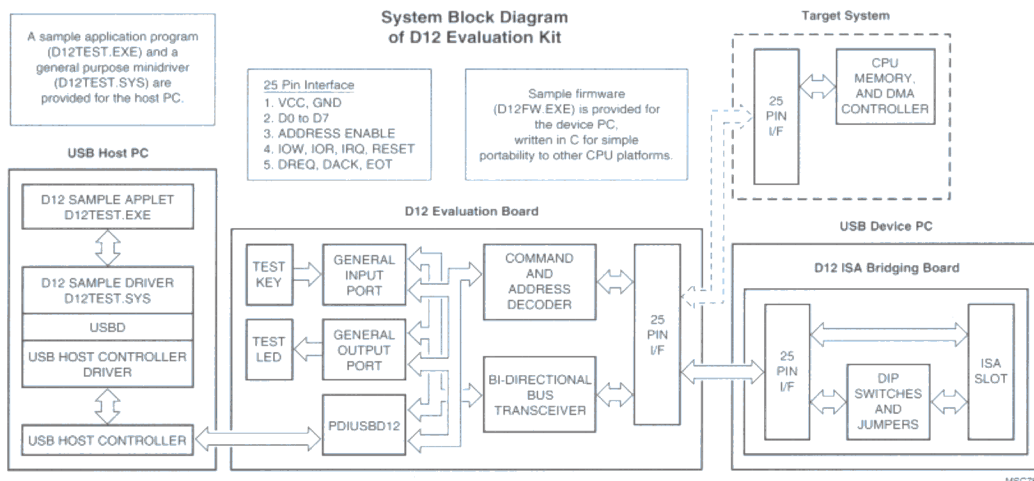 System Block Diagram
of D12 Evaluation Kit
A sample application program
(D12TEST.EXE) and a
general purpose minidriver
(D12TEST.SYS) are
provided for the host PC.
25 Pin Interface
1. VCC, GND
2. D0 to D7
3. ADDRESS ENABLE
4. IOW, IOR, IRQ, RESET
5. DREQ, DACK, EOT
Sample firmware
(D12FW.EXE) is provided for
the device PC,
written in C for simple
portability to other CPU platforms.
Target System
25
PIN
I/F
CPU
MEMORY,
AND DMA
CONTROLLER
USB Host PC
D12 SAMPLE APPLET
D12TEST.EXE
D12 SAMPLE DRIVER
D12TEST.SYS
USBD
USB HOST CONTROLLER
DRIVER
USB HOST CONTROLLER
D12 Evaluation Board
TEST
KEY
GENERAL
INPUT
PORT
TEST
LED
GENERAL
OUTPUT
PORT
PDIUSBD12
COMMAND
AND
ADDRESS
DECODER
BI-DIRECTIONAL
BUS
TRANSCEIVER
25
PIN
I/F
USB Device PC
D12 ISA Bridging Board
25
PIN
I/F
DIP
SWITCHES
AND
JUMPERS
ISA
SLOT